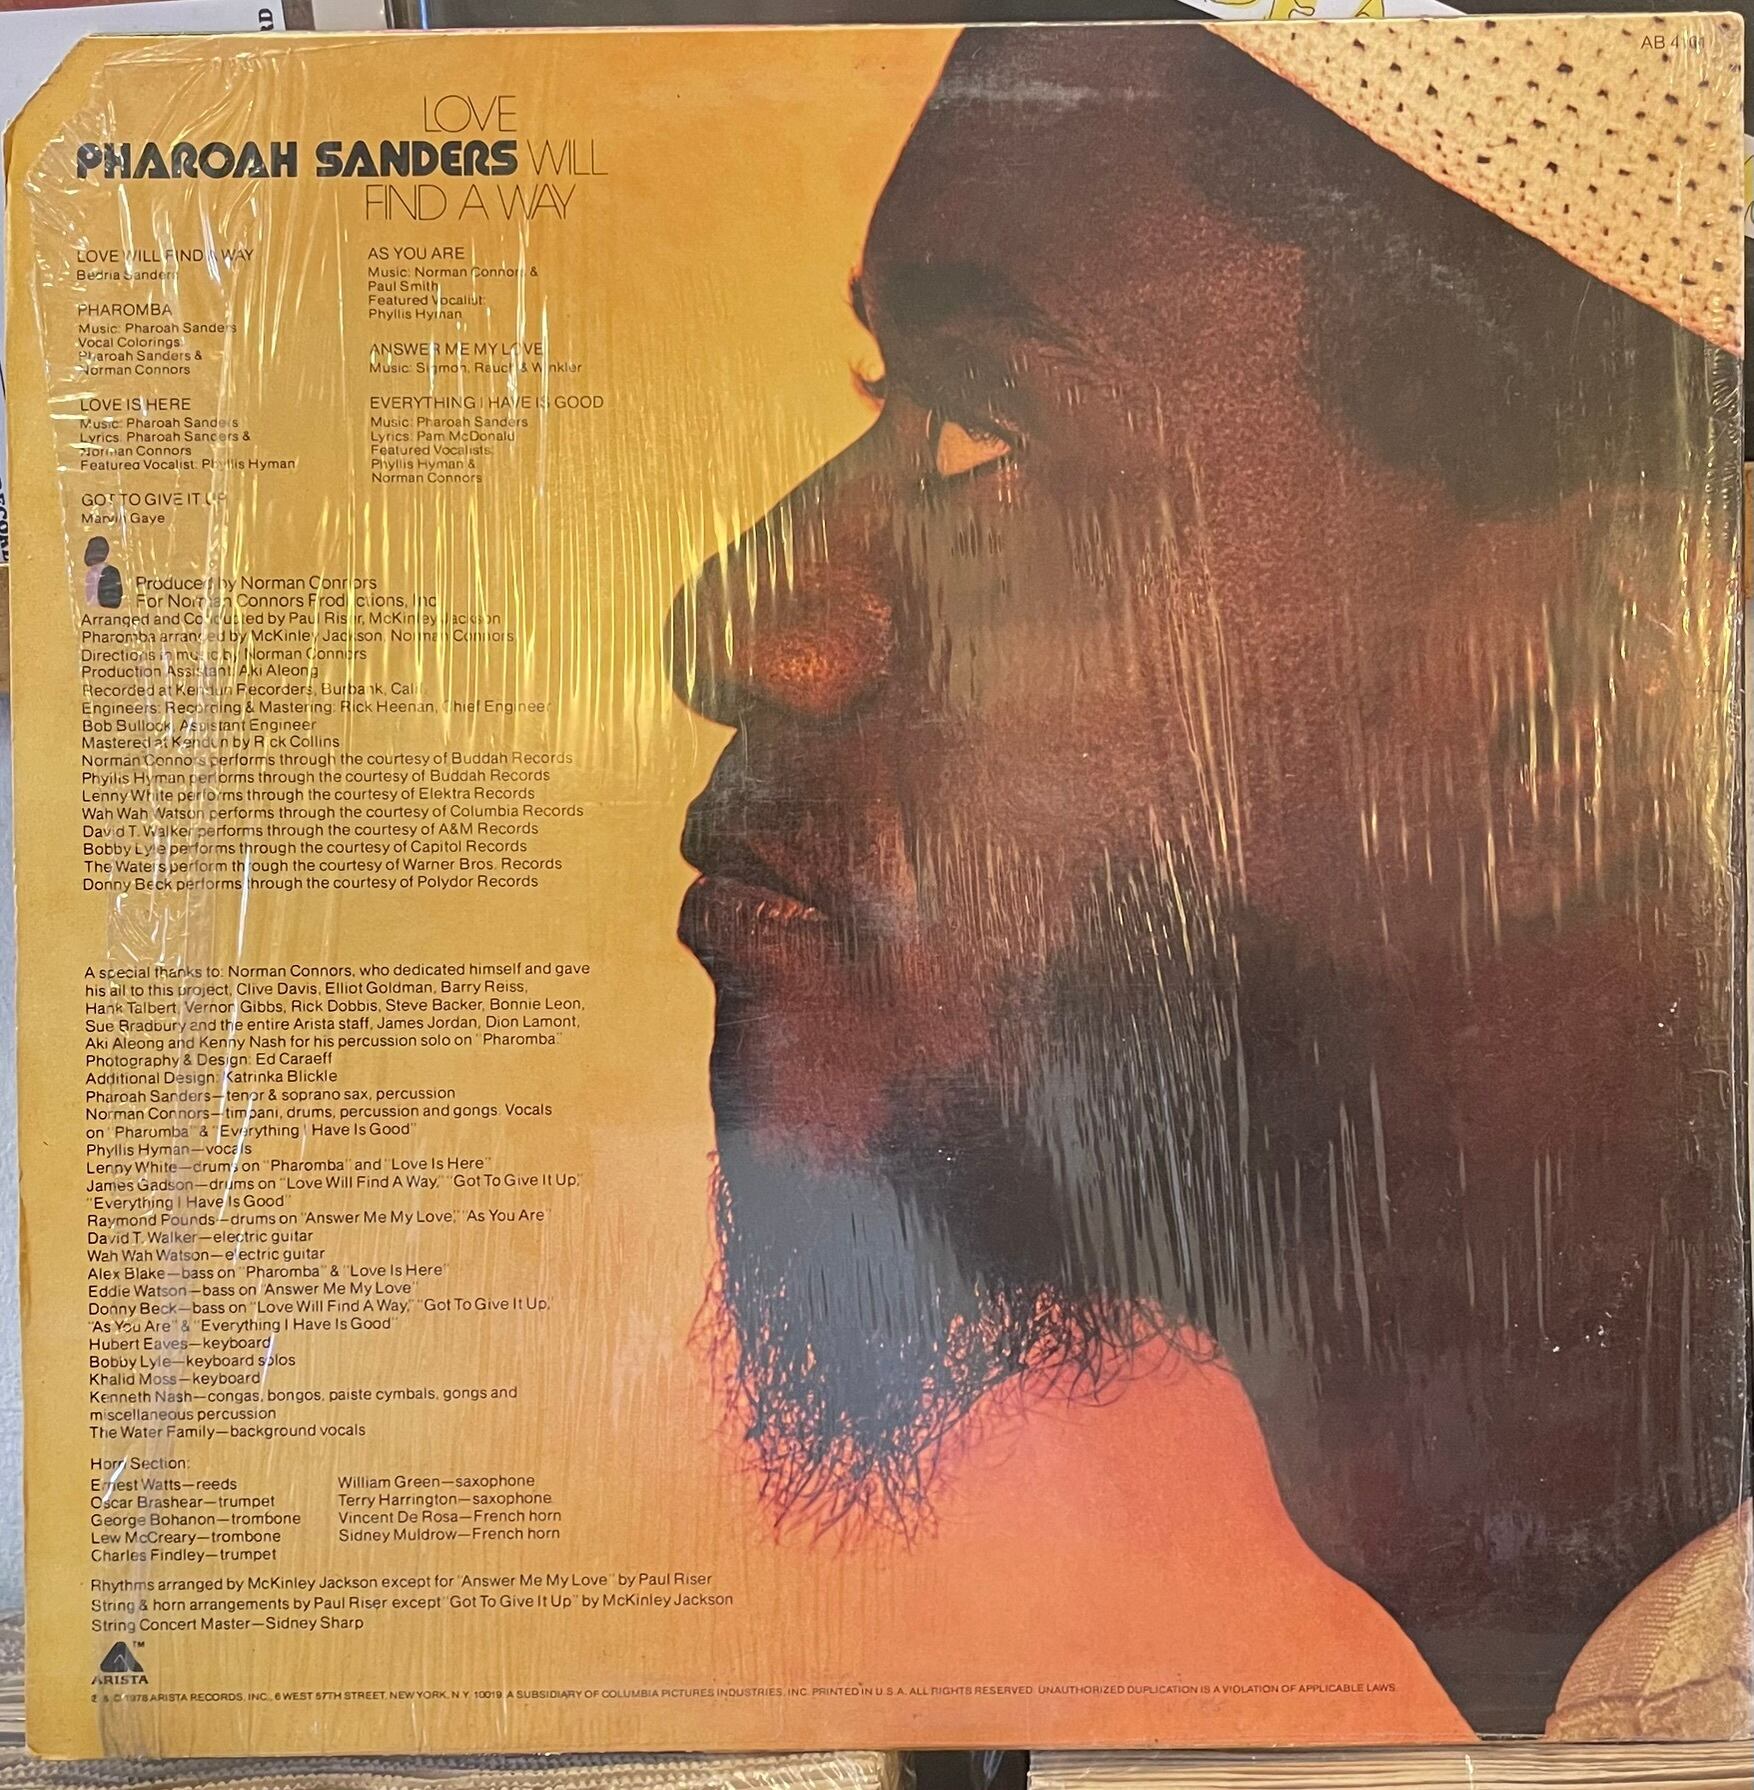 AB 4161
LOVE
PHAROAH SANDERS WILL
FIND A WAY
LOVE WILL FIND A WAY
Bedria Sanders
PHAROMBA
Music: Pharoah Sanders
Vocal Colorings:
Pharoah Sanders &
Norman Connors
LOVE IS HERE
Music: Pharoah Sanders
Lyrics: Pharoah Sanders &
Norman Connors
Featured Vocalist: Phyllis Hyman
GOT TO GIVE IT UP
Marvin Gaye
AS YOU ARE
Music: Norman Connors &
Paul Smith
Featured Vocalist:
Phyllis Hyman
ANSWER ME MY LOVE
Music: Sigmon, Rauch & Winkler
EVERYTHING I HAVE IS GOOD
Music: Pharoah Sanders
Lyrics: Pam McDonald
Featured Vocalists:
Phyllis Hyman &
Norman Connors
Produced by Norman Connors
For Norman Connors Productions, Inc.
Arranged and Conducted by Paul Riser, McKinley Jackson
Pharomba arranged by McKinley Jackson, Norman Connors
Directions in music by Norman Connors
Production Assistant: Aki Aleong
Recorded at Kendun Recorders, Burbank, Calif.
Engineers: Recording & Mastering: Rick Heenan, Chief Engineer
Bob Bullock, Assistant Engineer
Mastered at Kendun by Rick Collins
Norman Connors performs through the courtesy of Buddah Records
Phyllis Hyman performs through the courtesy of Buddah Records
Lenny White performs through the courtesy of Elektra Records
Wah Wah Watson performs through the courtesy of Columbia Records
David T. Walker performs through the courtesy of A&M Records
Bobby Lyle performs through the courtesy of Capitol Records
The Waters perform through the courtesy of Warner Bros. Records
Donny Beck performs through the courtesy of Polydor Records
A special thanks to: Norman Connors, who dedicated himself and gave
his all to this project, Clive Davis, Elliot Goldman, Barry Reiss,
Hank Talbert, Vernon Gibbs, Rick Dobbis, Steve Backer, Bonnie Leon,
Sue Bradbury and the entire Arista staff, James Jordan, Dion Lamont,
Aki Aleong and Kenny Nash for his percussion solo on "Pharomba."
Photography & Design: Ed Caraeff
Additional Design: Katrinka Blickle
Pharoah Sanders—tenor & soprano sax, percussion
Norman Connors—timpani, drums, percussion and gongs. Vocals
on "Pharomba" & "Everything I Have Is Good"
Phyllis Hyman—vocals
Lenny White—drums on "Pharomba" and "Love Is Here"
James Gadson—drums on "Love Will Find A Way," "Got To Give It Up,"
"Everything I Have Is Good"
Raymond Pounds—drums on "Answer Me My Love," "As You Are"
David T. Walker—electric guitar
Wah Wah Watson—electric guitar
Alex Blake—bass on "Pharomba" & "Love Is Here"
Eddie Watson—bass on "Answer Me My Love"
Donny Beck—bass on "Love Will Find A Way," "Got To Give It Up,"
"As You Are" & "Everything I Have Is Good"
Hubert Eaves—keyboard
Bobby Lyle—keyboard solos
Khalid Moss—keyboard
Kenneth Nash—congas, bongos, paiste cymbals, gongs and
miscellaneous percussion
The Water Family—background vocals
Horn Section:
Ernest Watts—reeds
Oscar Brashear—trumpet
George Bohanon—trombone
Lew McCreary—trombone
Charles Findley—trumpet
William Green—saxophone
Terry Harrington—saxophone
Vincent De Rosa—French horn
Sidney Muldrow—French horn
Rhythms arranged by McKinley Jackson except for "Answer Me My Love" by Paul Riser
String & horn arrangements by Paul Riser except "Got To Give It Up" by McKinley Jackson
String Concert Master—Sidney Sharp
TM
ARISTA
℗ & © 1978 ARISTA RECORDS, INC., 6 WEST 57TH STREET, NEW YORK, N.Y. 10019 A SUBSIDIARY OF COLUMBIA PICTURES INDUSTRIES, INC. PRINTED IN U.S.A. ALL RIGHTS RESERVED. UNAUTHORIZED DUPLICATION IS A VIOLATION OF APPLICABLE LAWS.